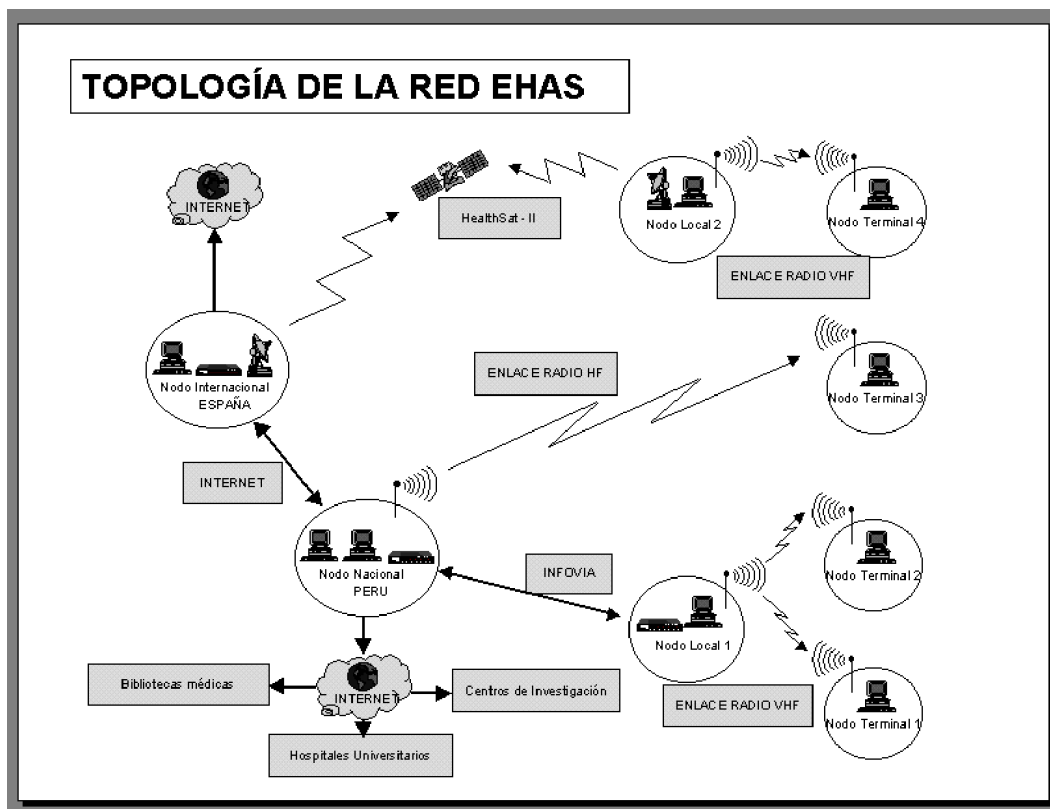 TOPOLOGÍA DE LA RED EHAS
INTERNET
HealthSat - II
Nodo Local 2
Nodo Terminal 4
ENLACE RADIO VHF
Nodo Internacional
ESPAÑA
ENLACE RADIO HF
Nodo Terminal 3
INTERNET
Nodo Nacional
PERU
INFOVIA
Nodo Terminal 2
Nodo Local 1
Bibliotecas médicas
INTERNET
Centros de Investigación
ENLACE RADIO VHF
Nodo Terminal 1
Hospitales Universitarios